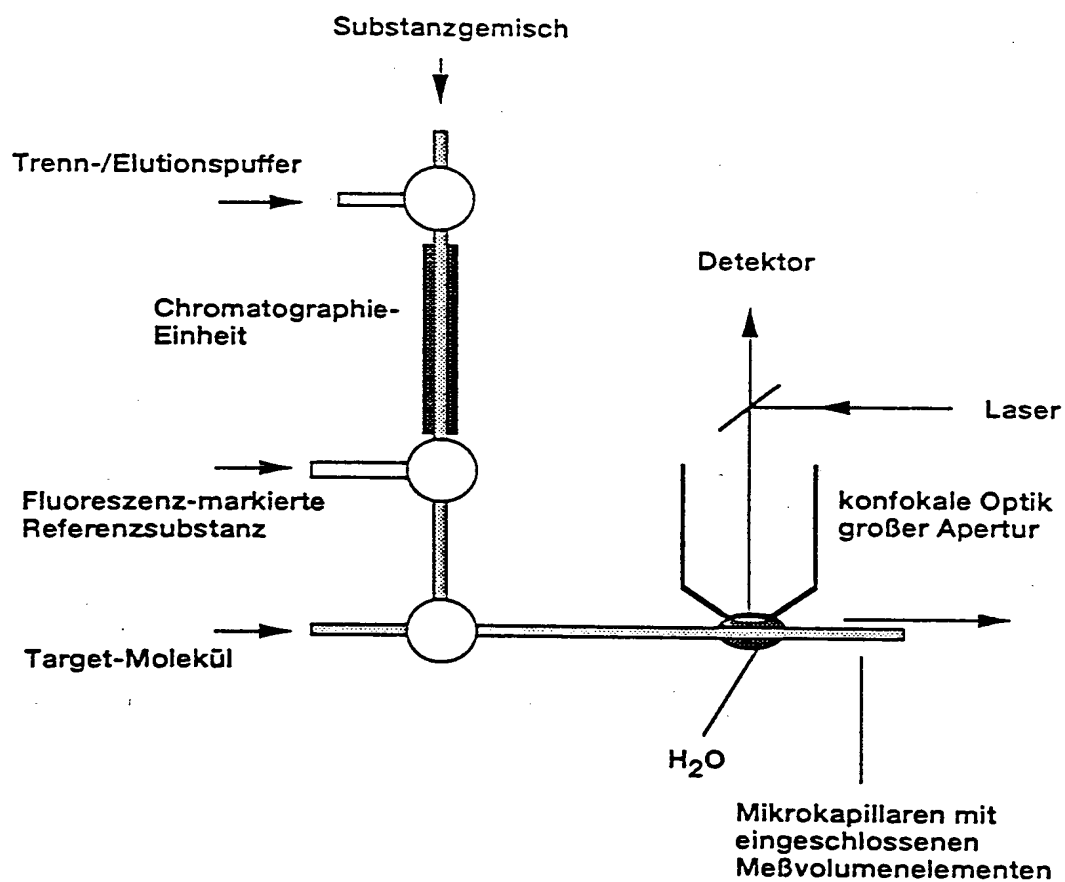 Substanzgemisch
Trenn-/Elutionspuffer
Detektor
Chromatographie-
Einheit
Laser
Fluoreszenz-markierte
Referenzsubstanz
konfokale Optik
großer Apertur
Target-Molekül
H₂O
Mikrokapillaren mit
eingeschlossenen
Meßvolumenelementen